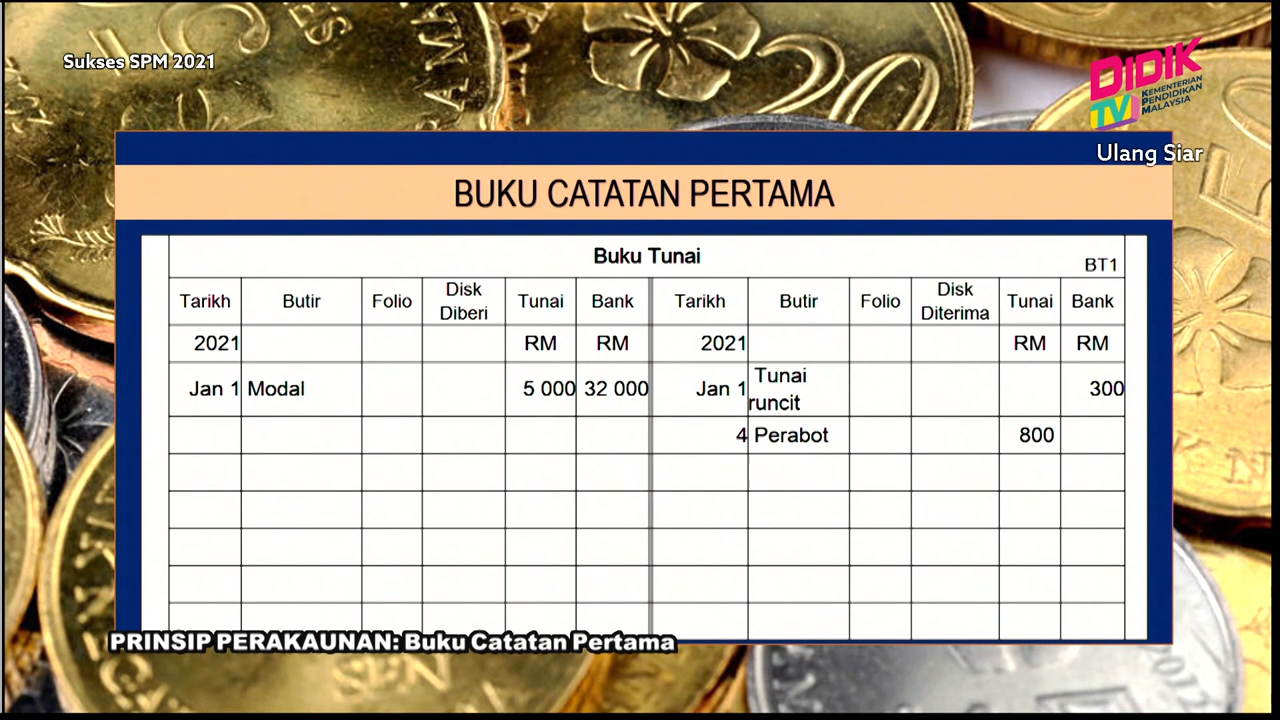 Sukses SPM 2021
DIDIK
TV
KEMENTERIAN
PENDIDIKAN
MALAYSIA
Ulang Siar
BUKU CATATAN PERTAMA
Buku Tunai
BT1
Tarikh Butir Folio Disk Diberi Tunai Bank Tarikh Butir Folio Disk Diterima Tunai Bank
2021 RM RM 2021 RM RM
Jan 1 Modal 5 000 32 000 Jan 1 Tunai runcit 300
4 Perabot 800
PRINSIP PERAKAUNAN: Buku Catatan Pertama